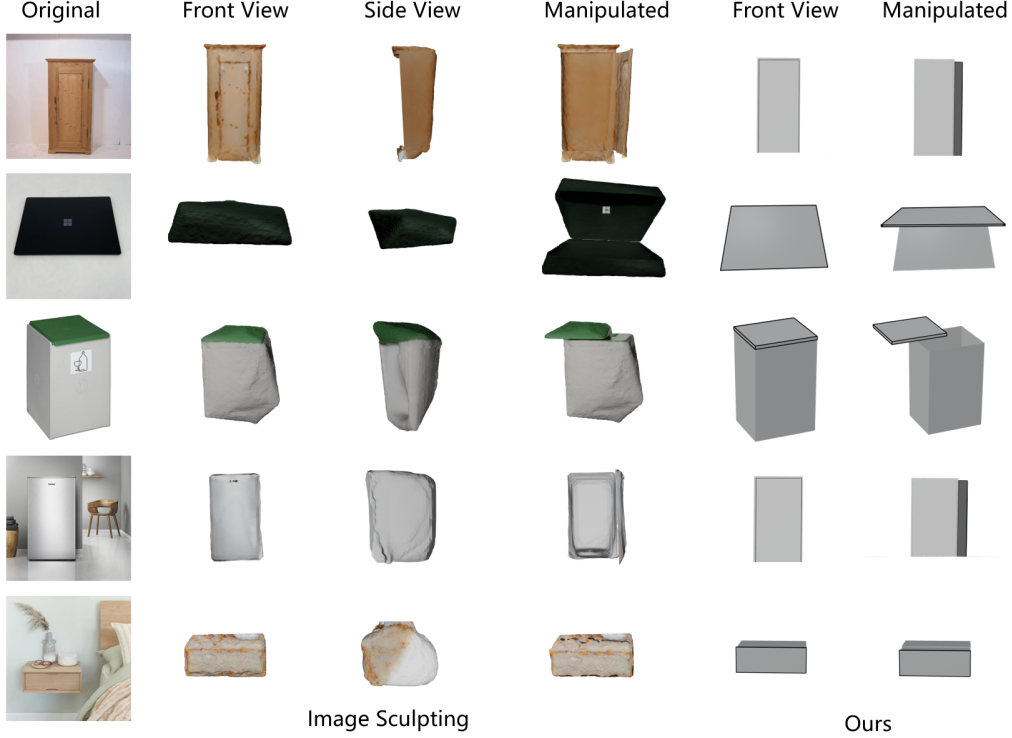 Original Front View Side View Manipulated Front View Manipulated
Image Sculpting Ours